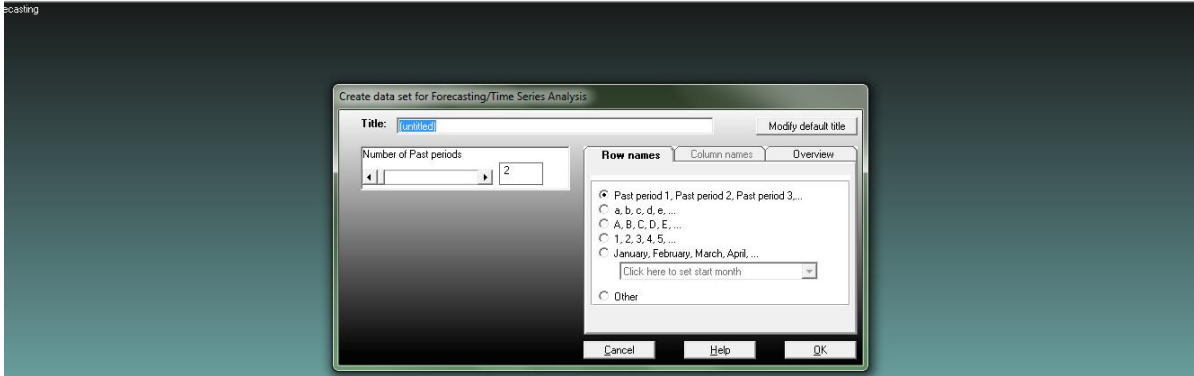 ecasting
Create data set for Forecasting/Time Series Analysis
Title: (untitled)
Modify default title
Number of Past periods
2
Row names Column names Overview
Past period 1, Past period 2, Past period 3,...
a, b, c, d, e, ...
A, B, C, D, E, ...
1, 2, 3, 4, 5, ...
January, February, March, April, ...
Click here to set start month
Other
Cancel Help OK